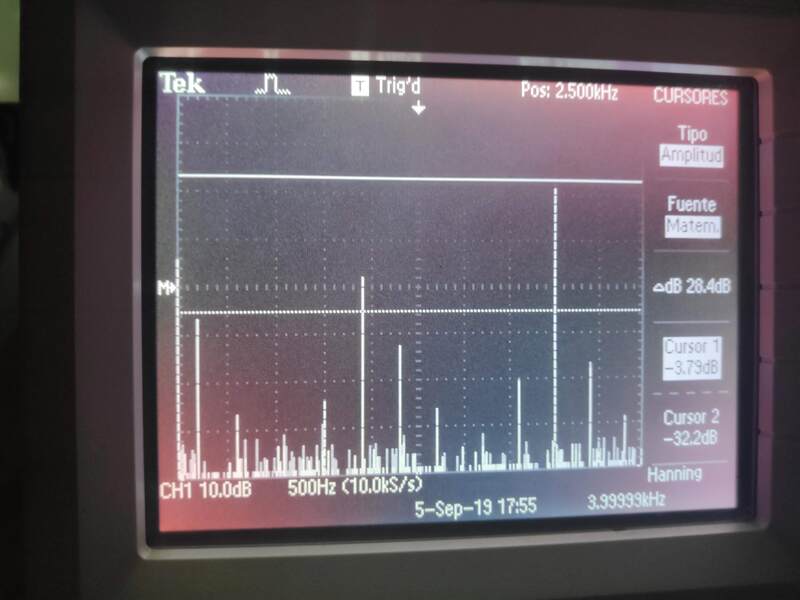 Tek T Trig'd Pos: 2.500kHz CURSORES
Tipo
Amplitud
Fuente
Matem.
M
△dB 28.4dB
Cursor 1
-3.79dB
Cursor 2
-32.2dB
Hanning
CH1 10.0dB 500Hz (10.0kS/s)
5-Sep-19 17:55 3.99999kHz